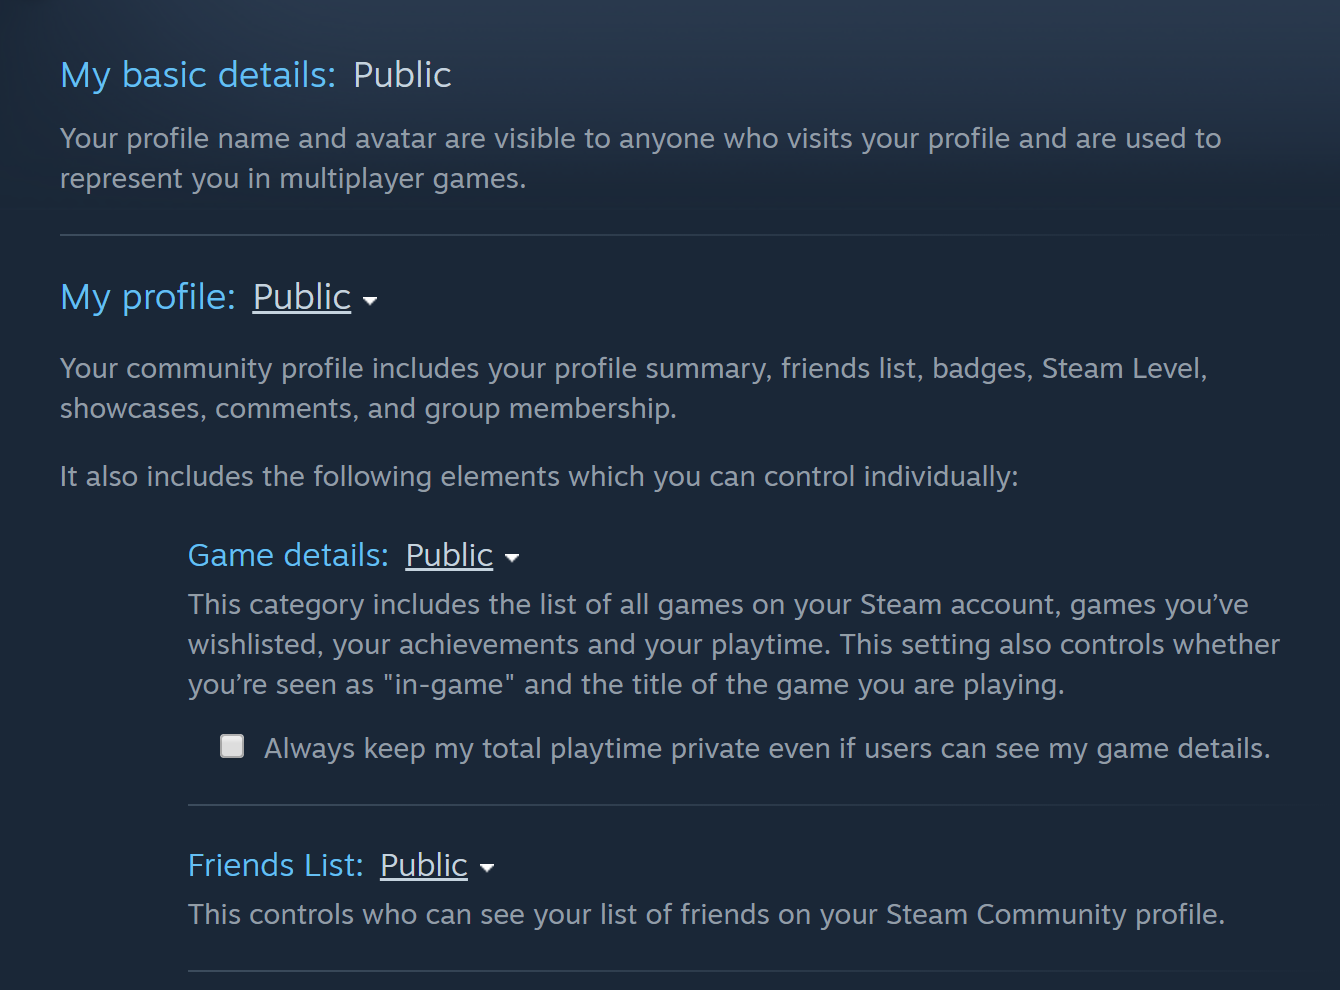 My basic details: Public
Your profile name and avatar are visible to anyone who visits your profile and are used to
represent you in multiplayer games.
My profile: Public
Your community profile includes your profile summary, friends list, badges, Steam Level,
showcases, comments, and group membership.
It also includes the following elements which you can control individually:
Game details: Public
This category includes the list of all games on your Steam account, games you’ve
wishlisted, your achievements and your playtime. This setting also controls whether
you’re seen as "in-game" and the title of the game you are playing.
Always keep my total playtime private even if users can see my game details.
Friends List: Public
This controls who can see your list of friends on your Steam Community profile.